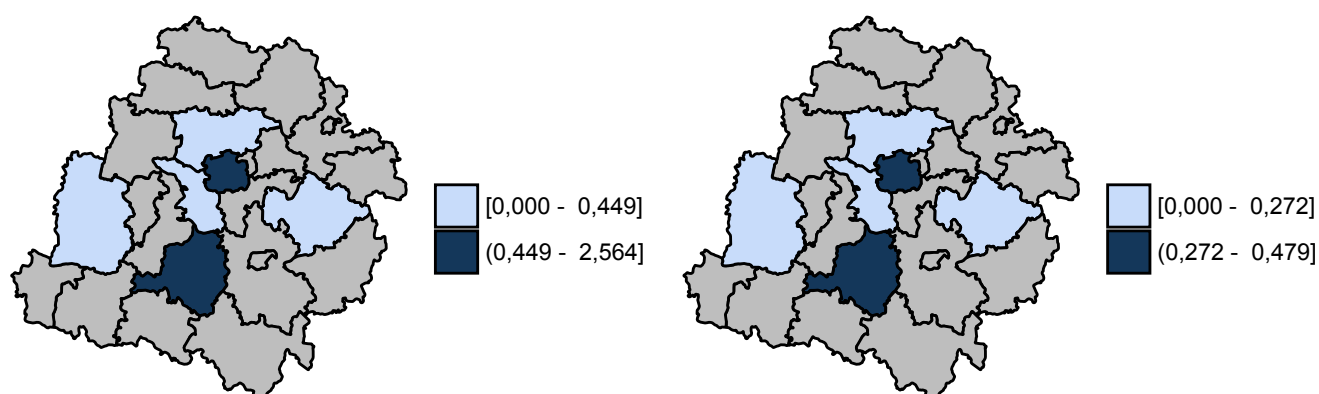 [0,000 - 0,449]
(0,449 - 2,564]
[0,000 - 0,272]
(0,272 - 0,479]